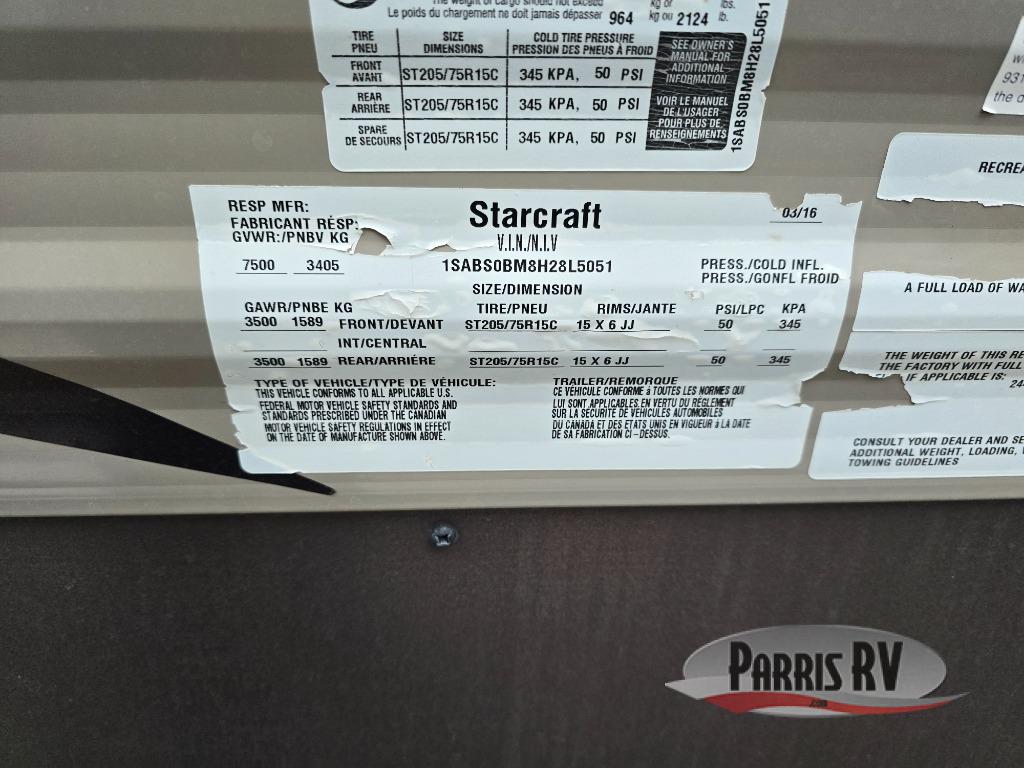 The weight of cargo should not exceed kg or lbs.
Le poids du chargement ne doit jamais dépasser 964 kg ou 2124 lb.
TIRE SIZE COLD TIRE PRESSURE
PNEU DIMENSIONS PRESSION DES PNEUS À FROID
FRONT
AVANT ST205/75R15C 345 KPA, 50 PSI
REAR
ARRIÈRE ST205/75R15C 345 KPA, 50 PSI
SPARE
DE SECOURS ST205/75R15C 345 KPA, 50 PSI
SEE OWNER'S
MANUAL FOR
ADDITIONAL
INFORMATION
VOIR LE MANUEL
DE L'USAGER
POUR PLUS DE
RENSEIGNEMENTS
1SABS0BM8H28L5051
931
the
RESP MFR: Starcraft 03/16
FABRICANT RÉSP:
GVWR:/PNBV KG V.I.N./N.I.V
7500 3405 1SABS0BM8H28L5051 PRESS./COLD INFL.
SIZE/DIMENSION PRESS./GONFL FROID
GAWR/PNBE KG TIRE/PNEU RIMS/JANTE PSI/LPC KPA
3500 1589 FRONT/DEVANT ST205/75R15C 15 X 6 JJ 50 345
INT/CENTRAL
3500 1589 REAR/ARRIÉRE ST205/75R15C 15 X 6 JJ 50 345
TYPE OF VEHICLE/TYPE DE VÉHICULE: TRAILER/REMORQUE
THIS VEHICLE CONFORMS TO ALL APPLICABLE U.S.
FEDERAL MOTOR VEHICLE SAFETY STANDARDS AND
STANDARDS PRESCRIBED UNDER THE CANADIAN
MOTOR VEHICLE SAFETY REGULATIONS IN EFFECT
ON THE DATE OF MANUFACTURE SHOWN ABOVE.
CE VÉHICULE CONFORME à TOUTES LES NORMES QUI
LUI SONT APPLICABLES EN VERTU DU RÈGLEMENT
SUR LA SECURITE DE VEHICULES AUTOMOBILES
DU CANADA ET DES ETATS UNIS EN VIGUEUR à LA DATE
DE SA FABRICATION CI-DESSUS.
RECREA
A FULL LOAD OF WA
THE WEIGHT OF THIS RE
THE FACTORY WITH FULL
IF APPLICABLE IS: 24
CONSULT YOUR DEALER AND SE
ADDITIONAL WEIGHT, LOADING,
TOWING GUIDELINES
PARRIS RV
.com